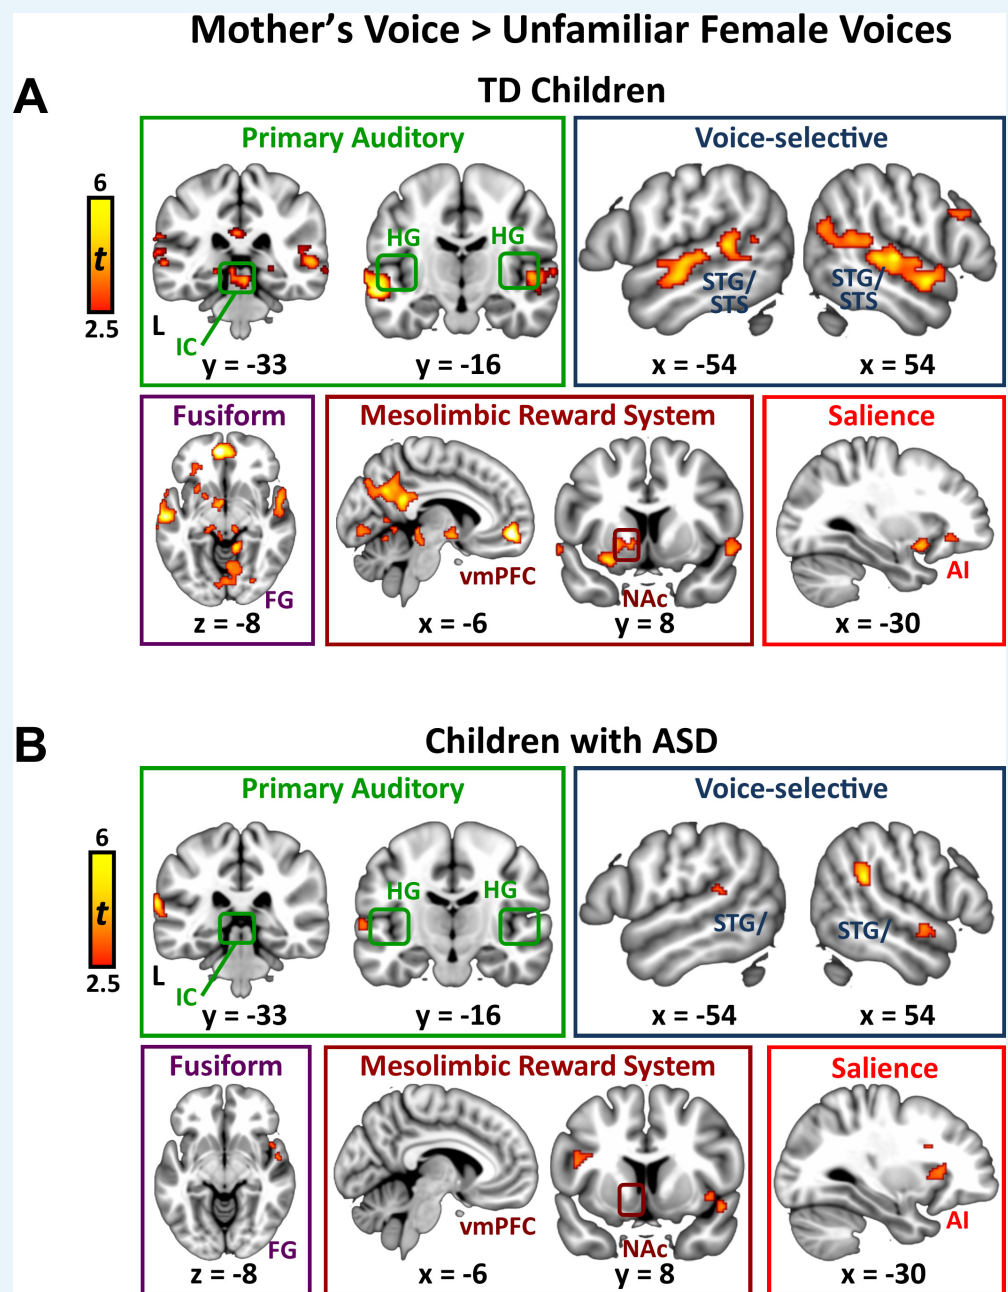 Mother’s Voice > Unfamiliar Female Voices
A
TD Children
Primary Auditory
Voice-selective
6
t
2.5
HG
HG
STG/
STS
STG/
STS
L
IC
y = -33
y = -16
x = -54
x = 54
Fusiform
Mesolimbic Reward System
Salience
vmPFC
AI
FG
NAc
z = -8
x = -6
y = 8
x = -30
B
Children with ASD
Primary Auditory
Voice-selective
6
t
2.5
HG
HG
STG/
STG/
L
IC
y = -33
y = -16
x = -54
x = 54
Fusiform
Mesolimbic Reward System
Salience
vmPFC
AI
FG
NAc
z = -8
x = -6
y = 8
x = -30